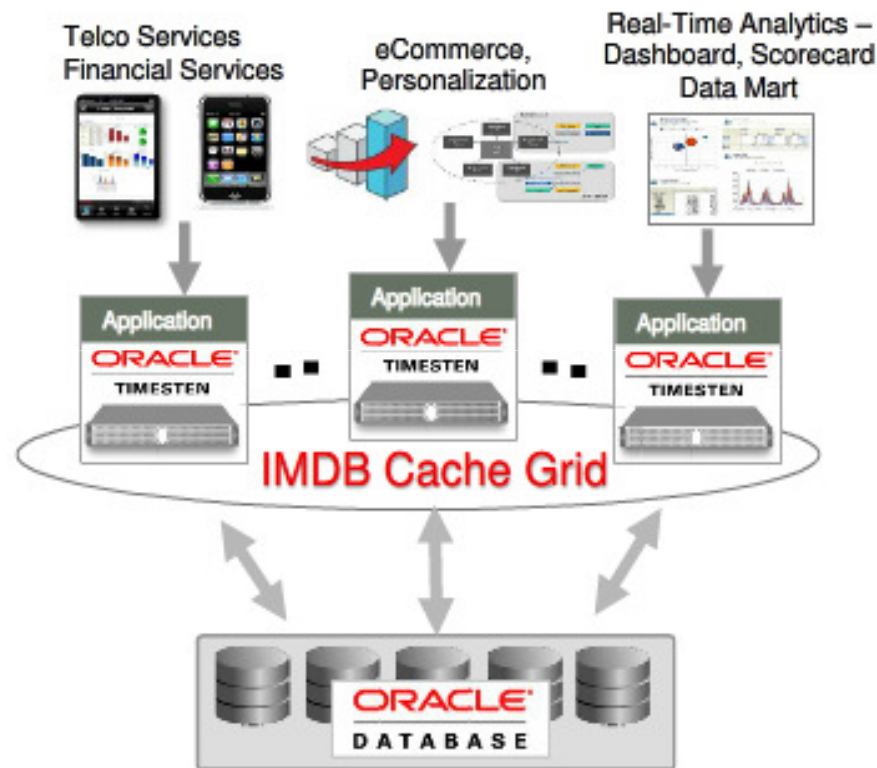 Telco Services
Financial Services
eCommerce,
Personalization
Real-Time Analytics –
Dashboard, Scorecard
Data Mart
Application
ORACLE®
TIMESTEN
Application
ORACLE®
TIMESTEN
Application
ORACLE®
TIMESTEN
IMDB Cache Grid
ORACLE®
DATABASE